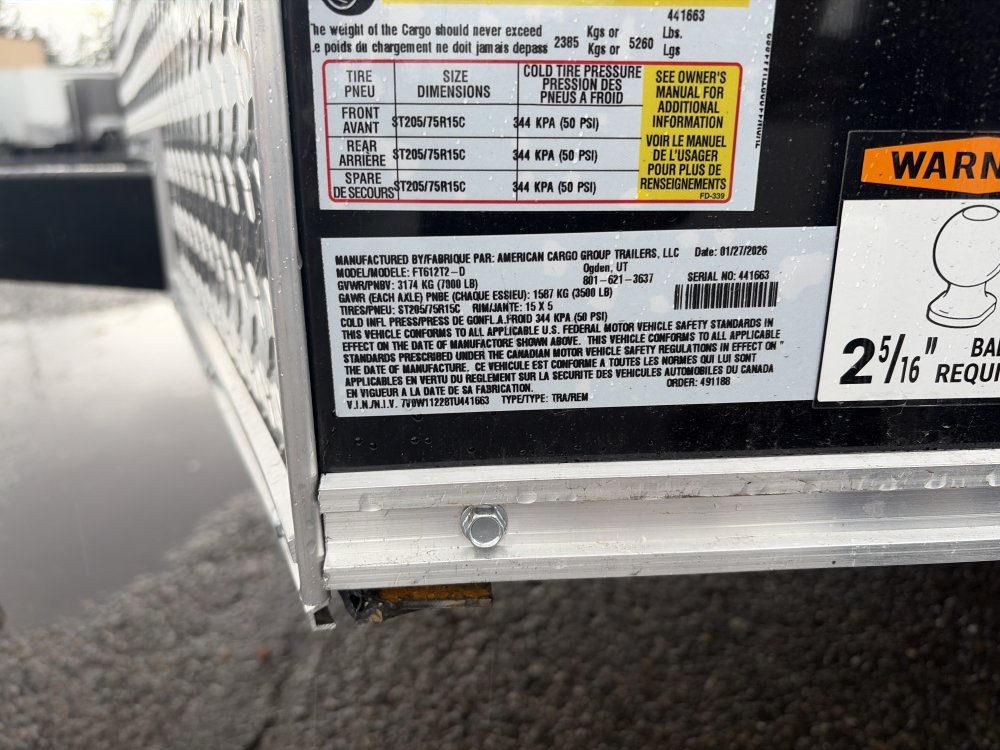 441663
The weight of the Cargo should never exceed 2385 Kgs or 5260 Lbs.
Le poids du chargement ne doit jamais depass Kgs or Lgs
TIRE PNEU
SIZE DIMENSIONS
COLD TIRE PRESSURE PRESSION DES PNEUS A FROID
FRONT AVANT ST205/75R15C 344 KPA (50 PSI)
REAR ARRIÈRE ST205/75R15C 344 KPA (50 PSI)
SPARE DE SECOURS ST205/75R15C 344 KPA (50 PSI)
SEE OWNER'S
MANUAL FOR
ADDITIONAL
INFORMATION
VOIR LE MANUEL
DE L'USAGER
POUR PLUS DE
RENSEIGNEMENTS
FD-339
MANUFACTURED BY/FABRIQUE PAR: AMERICAN CARGO GROUP TRAILERS, LLC Date: 01/27/2026
MODEL/MODELE: FT612T2-D Ogden, UT
GVWR/PNBV: 3174 KG (7000 LB) 801-621-3637 SERIAL NO: 441663
GAWR (EACH AXLE) PNBE (CHAQUE ESSIEU): 1587 KG (3500 LB)
TIRES/PNEU: ST205/75R15C RIM/JANTE: 15 X 5
COLD INFL PRESS/PRESS DE GONFL.A.FROID 344 KPA (50 PSI)
THIS VEHICLE CONFORMS TO ALL APPLICABLE U.S. FEDERAL MOTOR VEHICLE SAFETY STANDARDS IN
EFFECT ON THE DATE OF MANUFACTORE SHOWN ABOVE. THIS VEHICLE CONFORMS TO ALL APPLICABLE
STANDARDS PRESCRIBED UNDER THE CANADIAN MOTOR VEHICLE SAFETY REGULATIONS IN EFFECT ON "
THE DATE OF MANUFACTURE. CE VEHICULE EST CONFORME A TOUTES LES NORMES QUI LUI SONT
APPLICABLES EN VERTU DU REGLEMENT SUR LA SECURITE DES VEHICULES AUTOMOBILES DU CANADA
EN VIGUEUR A LA DATE DE SA FABRICATION. ORDER: 491188
V.I.N./N.I.V. 7V0W11228TU441663 TYPE/TYPE: TRA/REM
WARN
2 5/16" BAL
REQUI